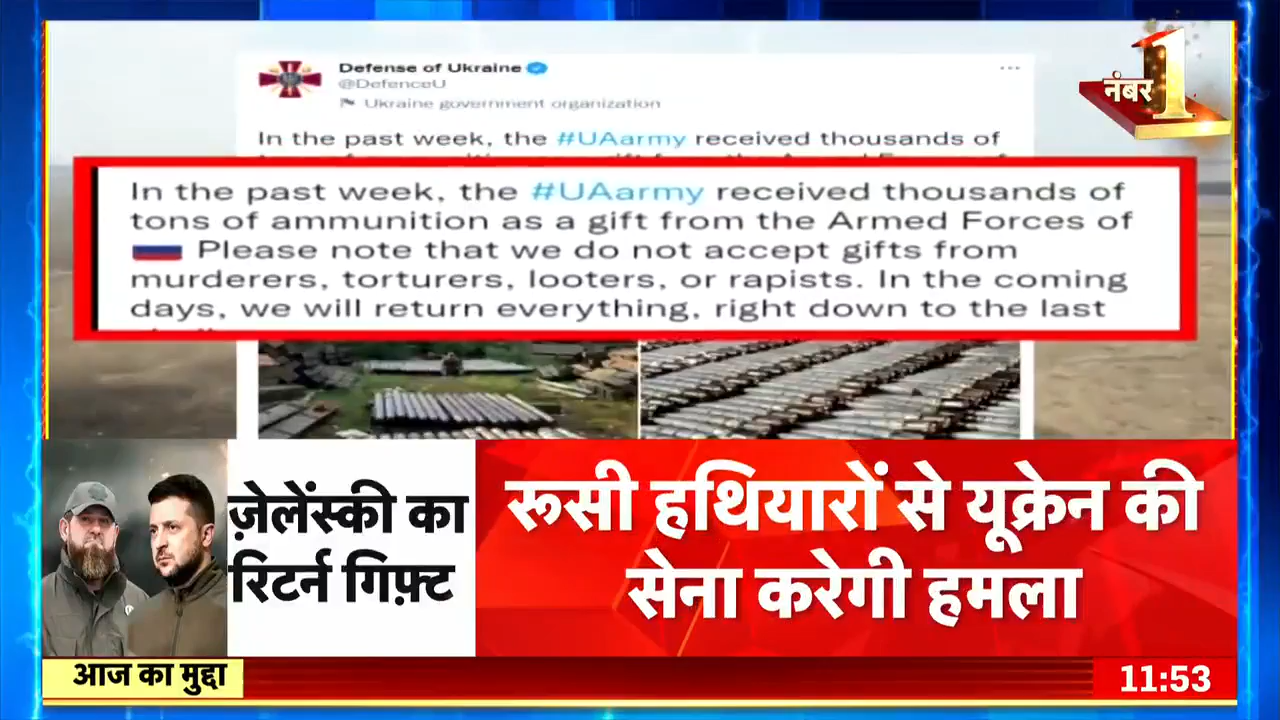 Defense of Ukraine
@DefenceU
Ukraine government organization
In the past week, the #UAarmy received thousands of
In the past week, the #UAarmy received thousands of
tons of ammunition as a gift from the Armed Forces of
Please note that we do not accept gifts from
murderers, torturers, looters, or rapists. In the coming
days, we will return everything, right down to the last
नंबर 1
ज़ेलेंस्की का
रिटर्न गिफ़्ट
रूसी हथियारों से यूक्रेन की
सेना करेगी हमला
आज का मुद्दा
11:53